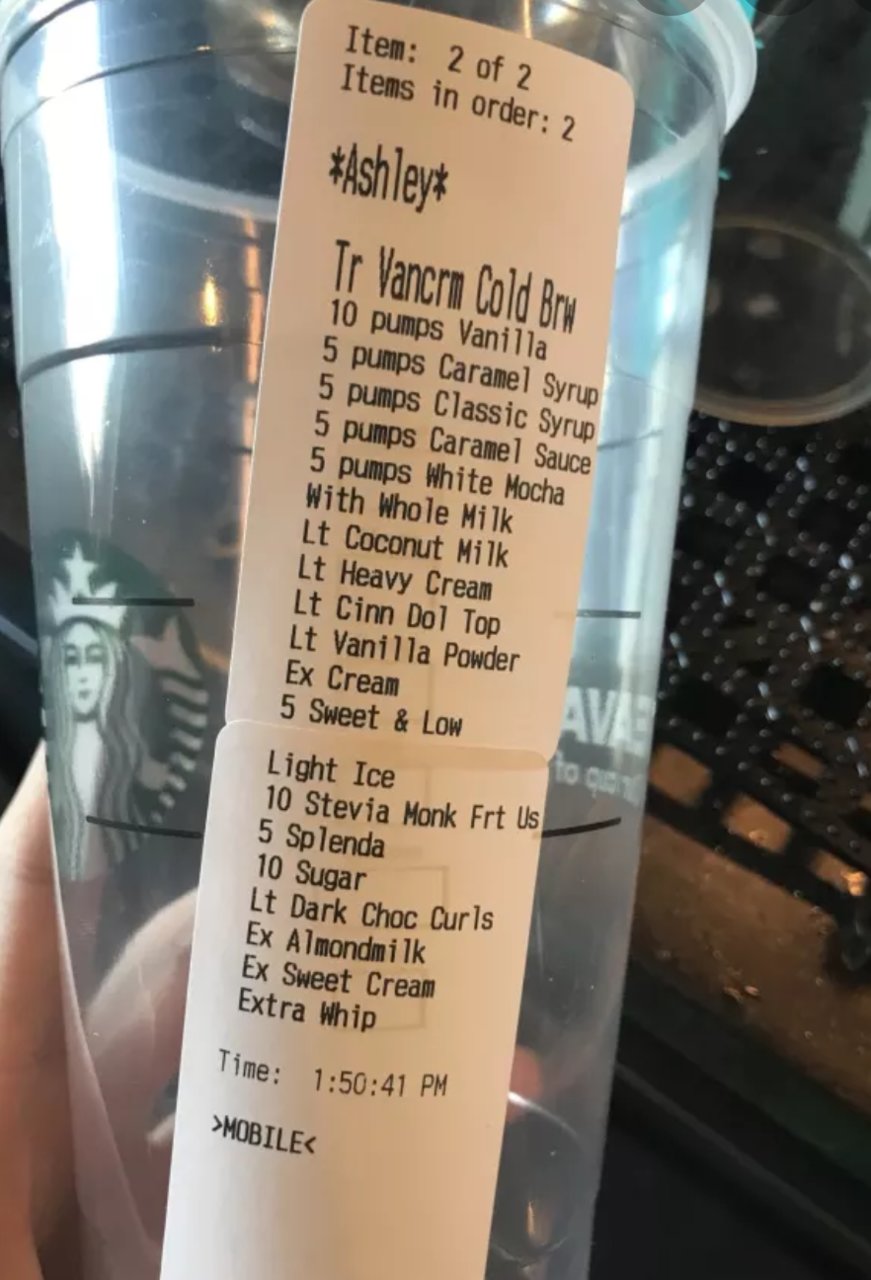 Item: 2 of 2
Items in order: 2
*Ashley*
Tr Vancrm Cold Brw
10 pumps Vanilla
5 pumps Caramel Syrup
5 pumps Classic Syrup
5 pumps Caramel Sauce
5 pumps White Mocha
With Whole Milk
Lt Coconut Milk
Lt Heavy Cream
Lt Cinn Dol Top
Lt Vanilla Powder
Ex Cream
5 Sweet & Low
Light Ice
10 Stevia Monk Frt Us
5 Splenda
10 Sugar
Lt Dark Choc Curls
Ex Almondmilk
Ex Sweet Cream
Extra Whip
Time: 1:50:41 PM
>MOBILE<